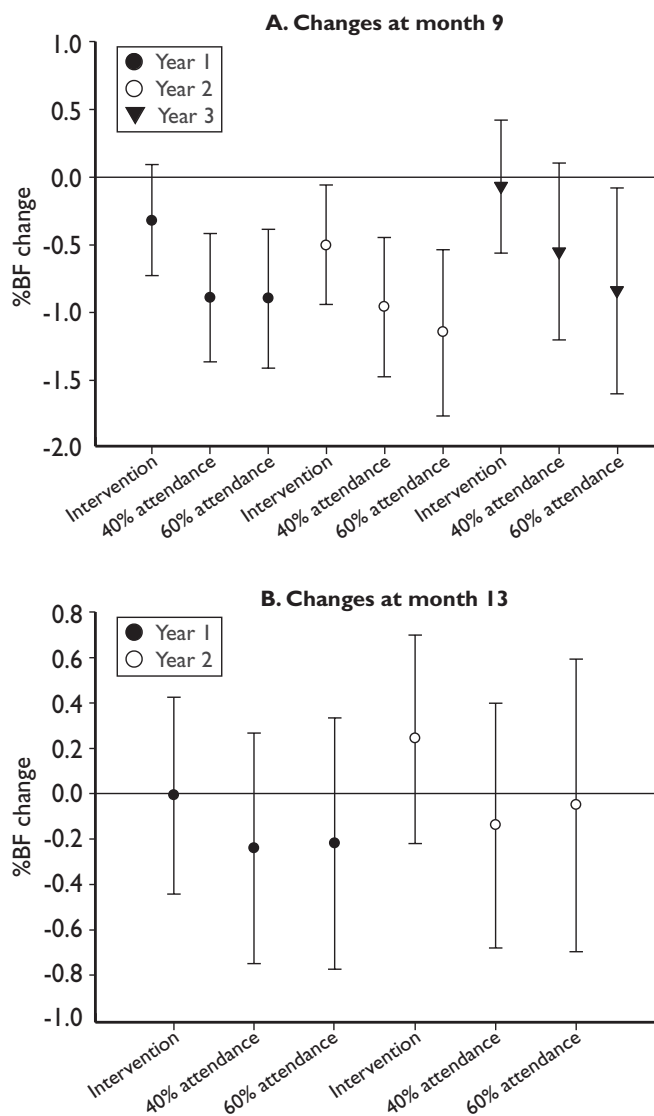 A. Changes at month 9
1.0
0.5
0.0
-0.5
-1.0
-1.5
-2.0
%BF change
Year 1
Year 2
Year 3
Intervention
40% attendance
60% attendance
Intervention
40% attendance
60% attendance
Intervention
40% attendance
60% attendance
B. Changes at month 13
0.8
0.6
0.4
0.2
0.0
-0.2
-0.4
-0.6
-0.8
-1.0
%BF change
Year 1
Year 2
Intervention
40% attendance
60% attendance
Intervention
40% attendance
60% attendance